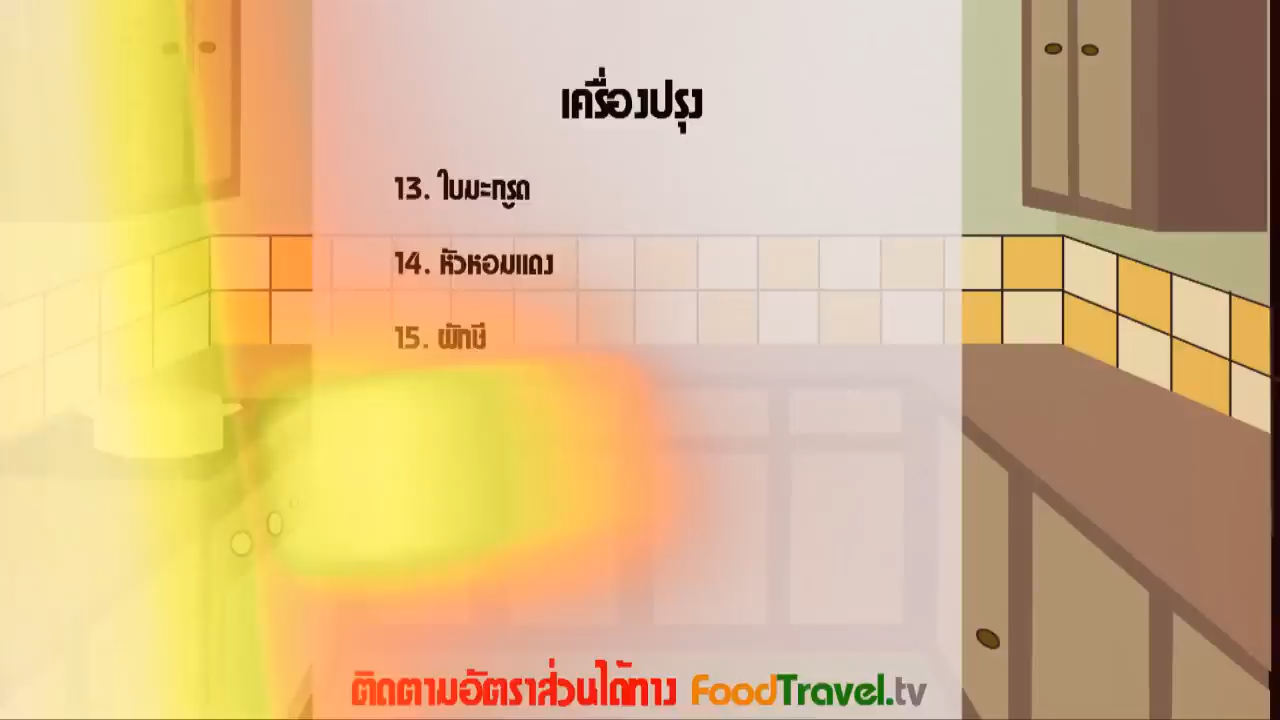 เครื่องปรุง
13. ใบมะกรูด
14. หัวหอมแดง
15. ผักชี
ติดตามอัตราส่วนได้ทาง FoodTravel.tv